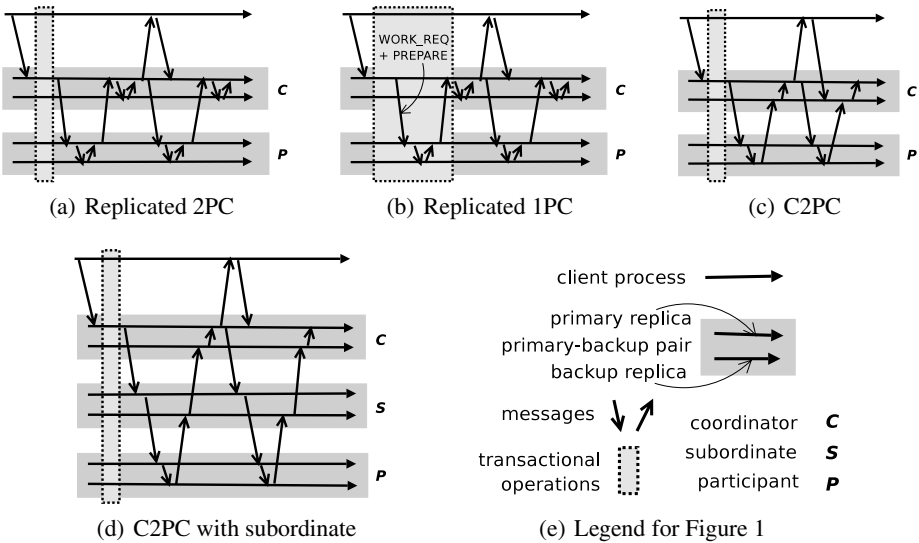 WORK_REQ
+ PREPARE
C
P
C
P
C
P
(a) Replicated 2PC
(b) Replicated 1PC
(c) C2PC
C
S
P
client process
primary replica
primary-backup pair
backup replica
messages
transactional
operations
coordinator C
subordinate S
participant P
(d) C2PC with subordinate
(e) Legend for Figure 1